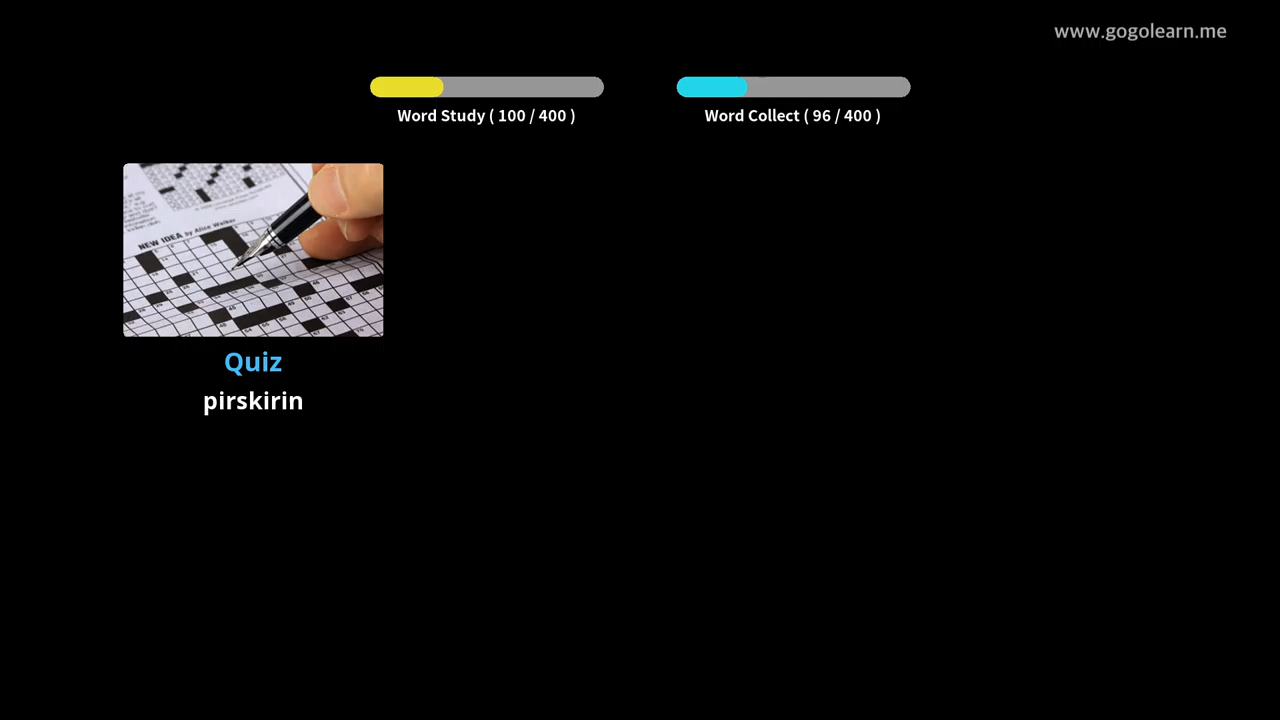 www.gogolearn.me
Word Study ( 100 / 400 )
Word Collect ( 96 / 400 )
NEW IDEA by Alice Walker
Quiz
pirskirin